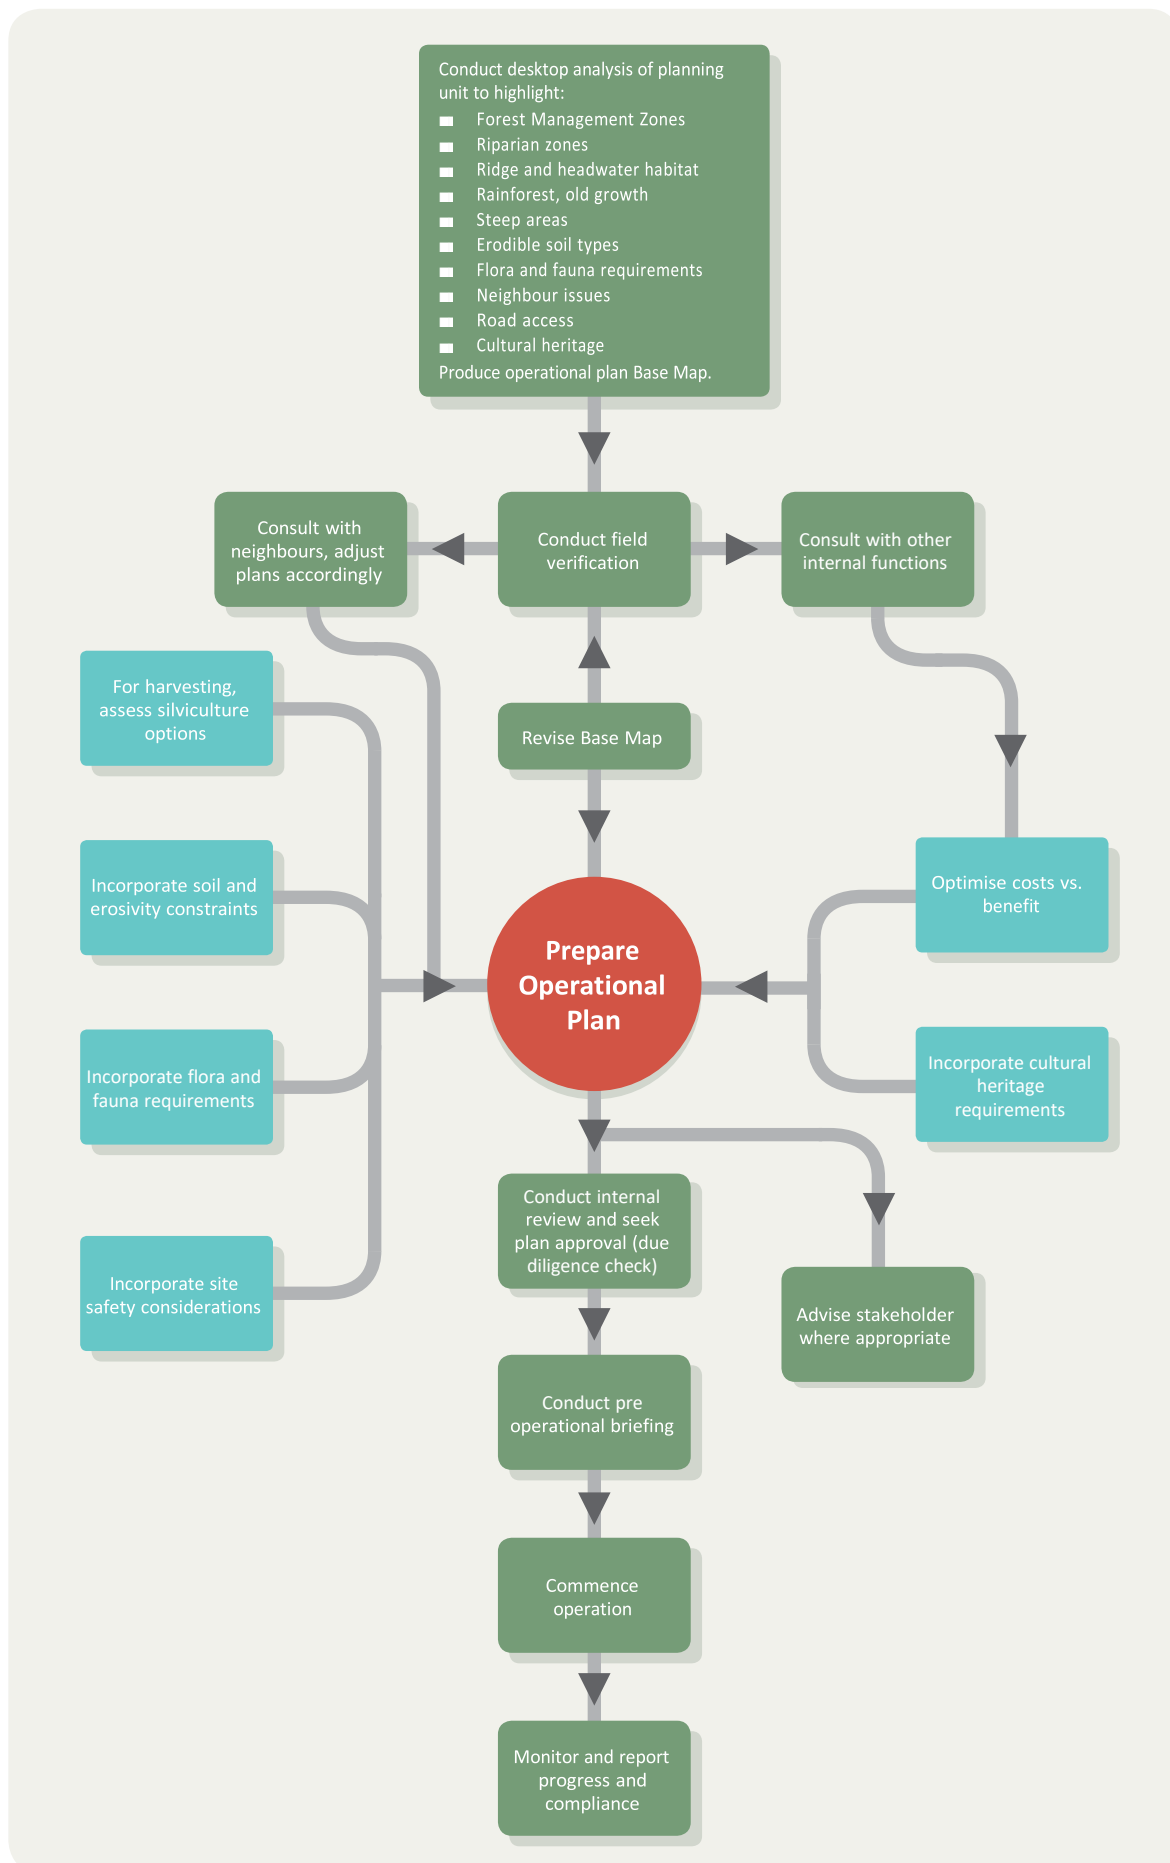 Conduct desktop analysis of planning
unit to highlight:
Forest Management Zones
Riparian zones
Ridge and headwater habitat
Rainforest, old growth
Steep areas
Erodible soil types
Flora and fauna requirements
Neighbour issues
Road access
Cultural heritage
Produce operational plan Base Map.
Consult with
neighbours, adjust
plans accordingly
Conduct field
verification
Consult with other
internal functions
For harvesting,
assess silviculture
options
Revise Base Map
Incorporate soil and
erosivity constraints
Optimise costs vs.
benefit
Prepare
Operational
Plan
Incorporate flora and
fauna requirements
Incorporate cultural
heritage
requirements
Conduct internal
review and seek
plan approval (due
diligence check)
Incorporate site
safety considerations
Advise stakeholder
where appropriate
Conduct pre
operational briefing
Commence
operation
Monitor and report
progress and
compliance